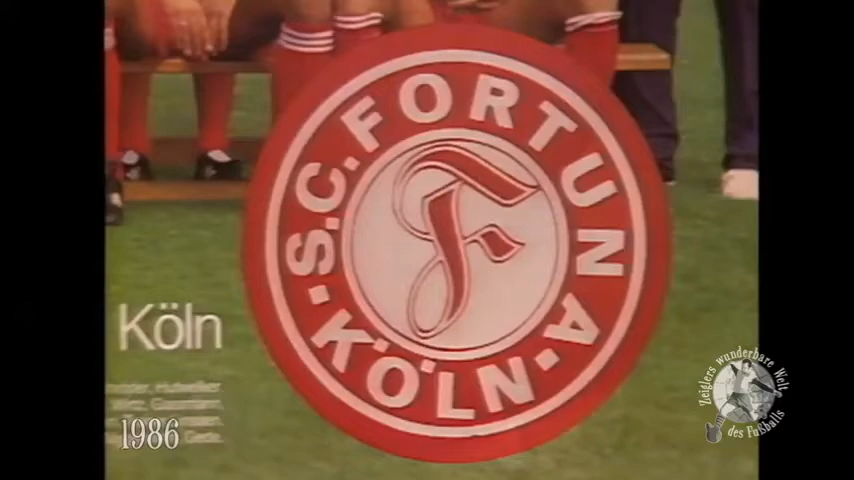 S.C. FORTUNA · KÖLN ·
F
Köln
1986
Zeiglers wunderbare Welt
des Fußballs